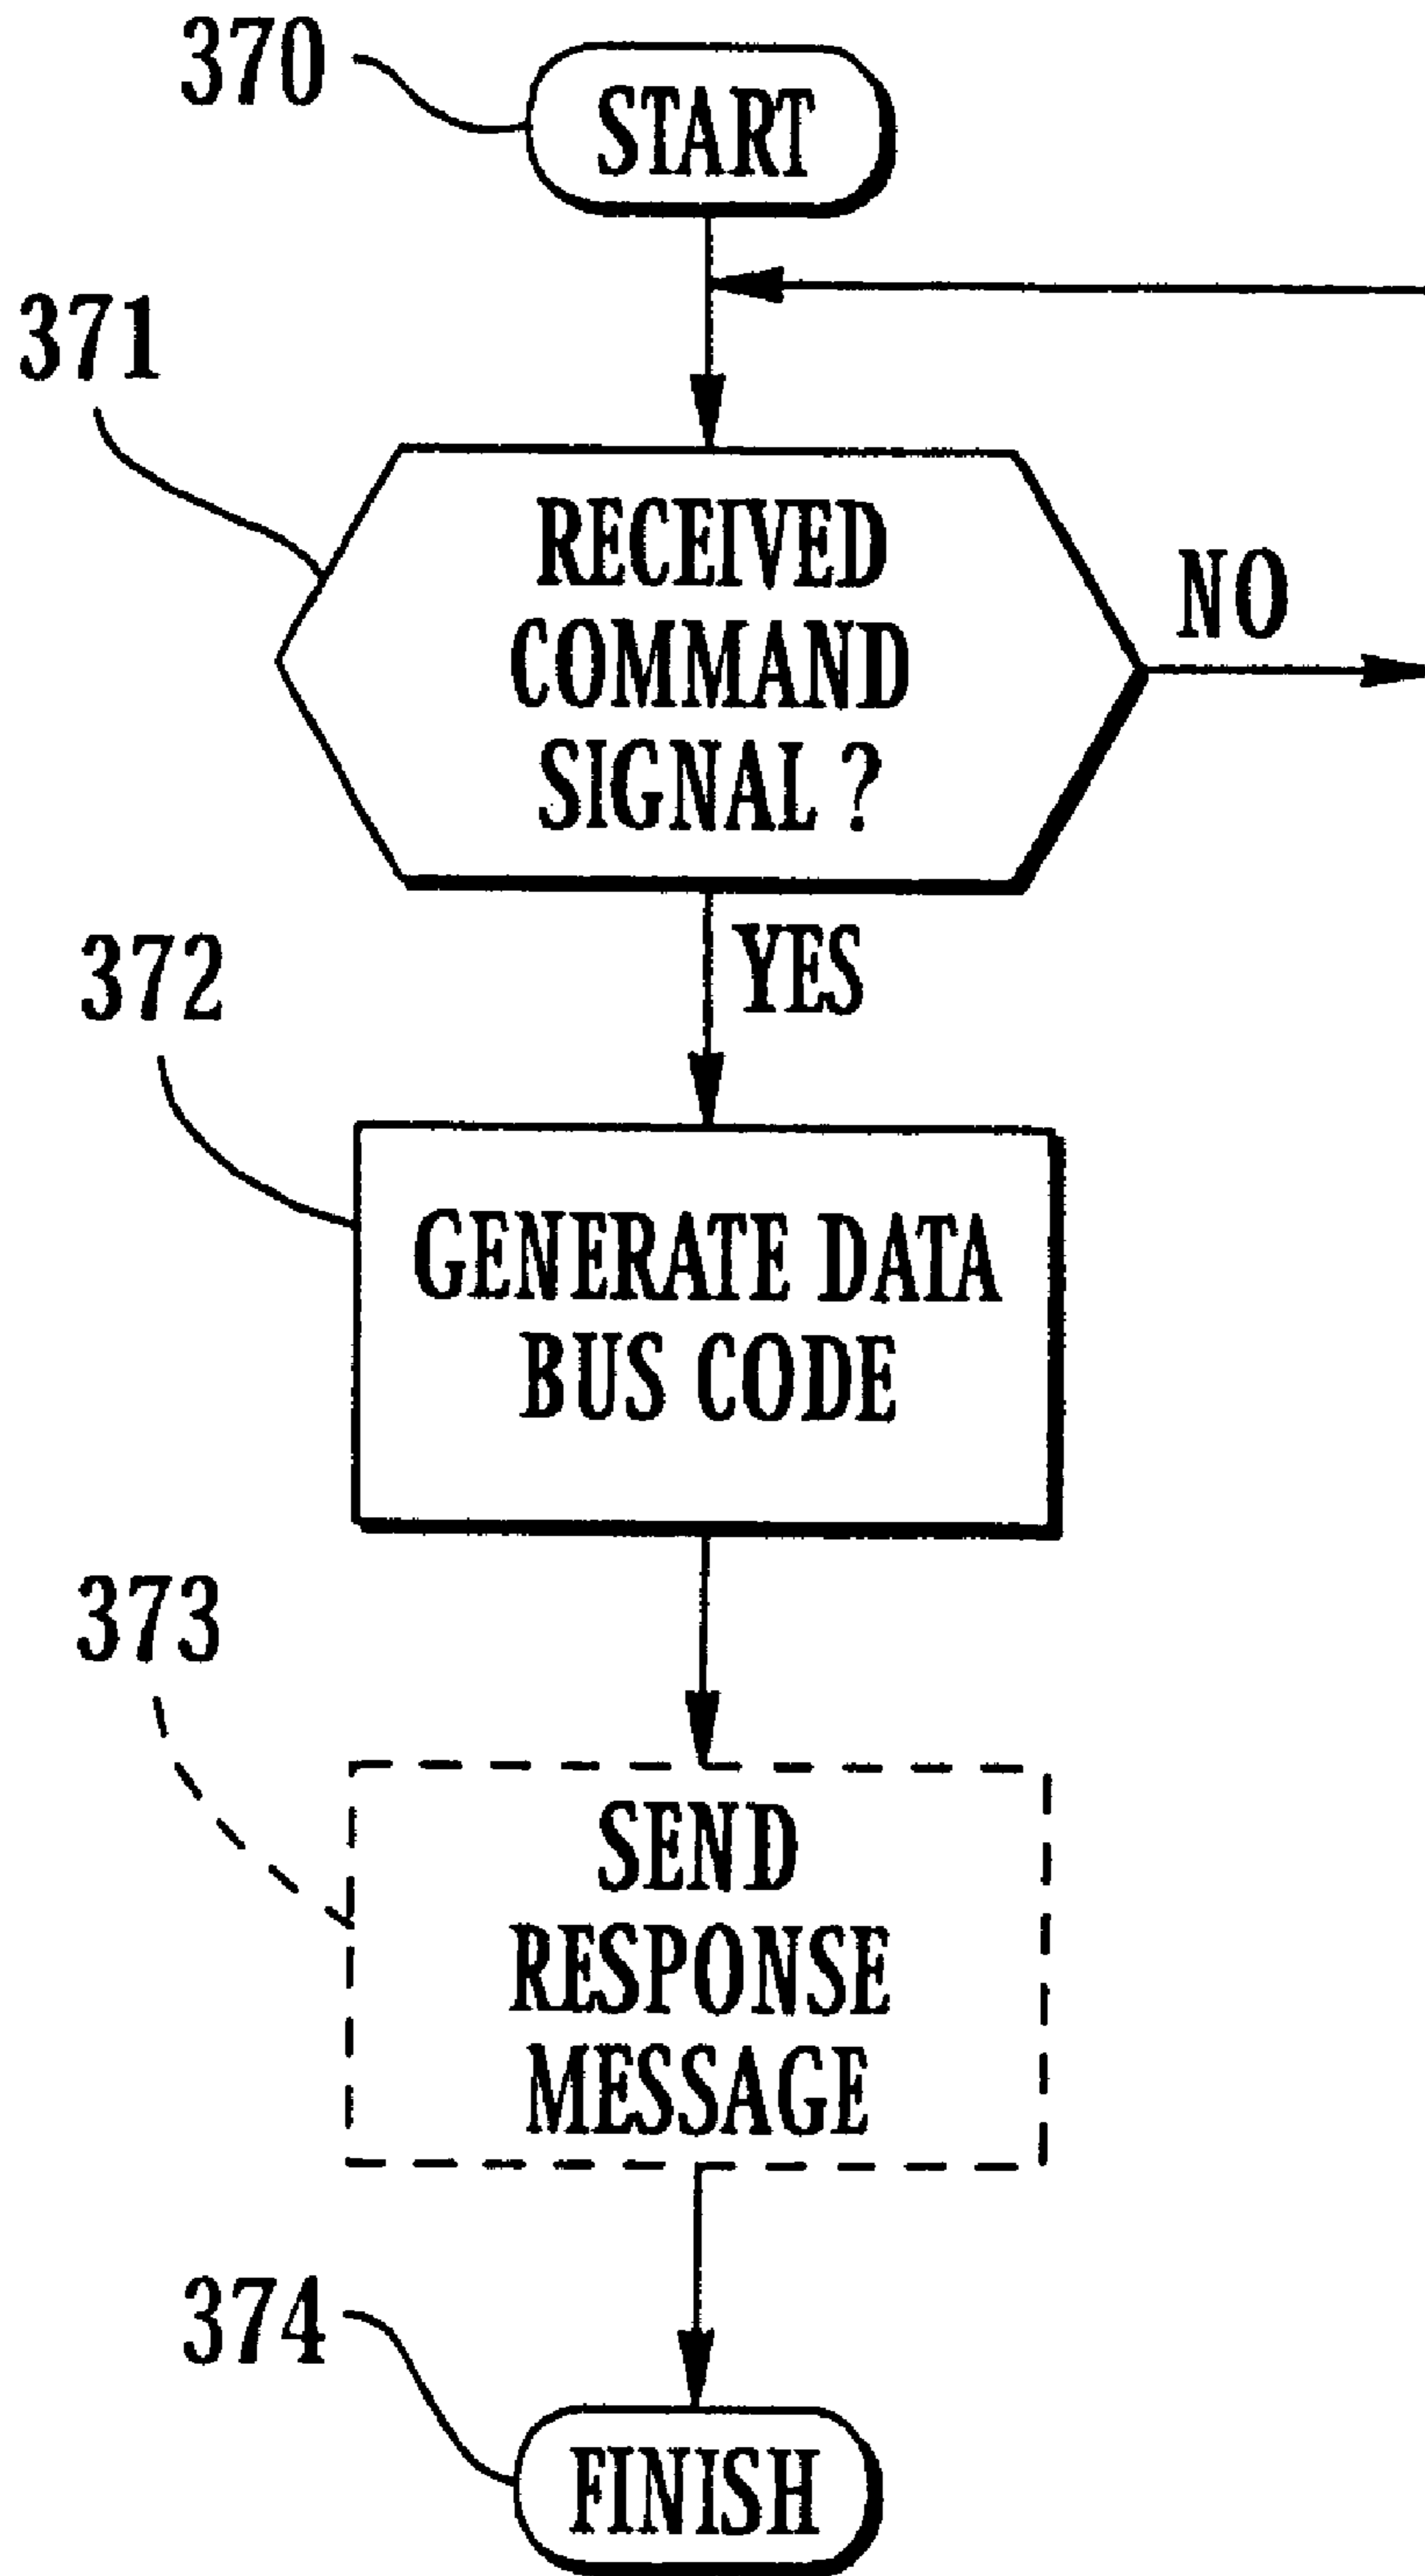 370
START
371
RECEIVED
COMMAND
SIGNAL ?
NO
YES
372
GENERATE DATA
BUS CODE
373
SEND
RESPONSE
MESSAGE
374
FINISH